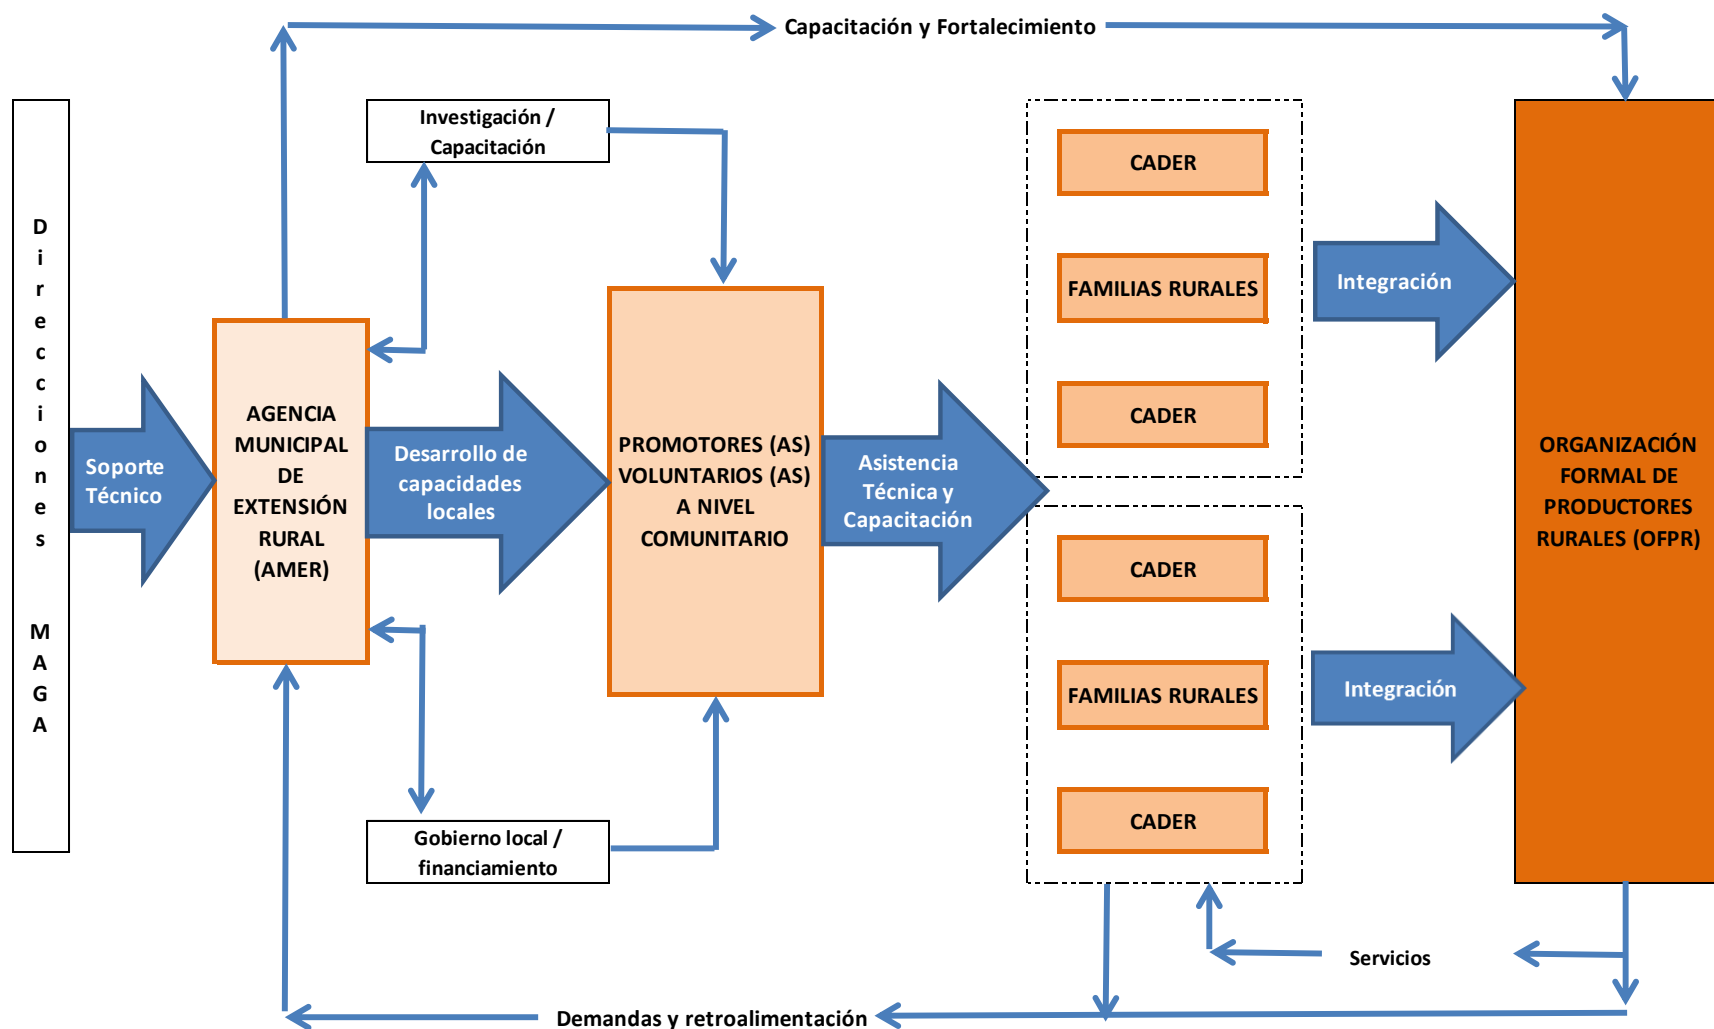 Capacitación y Fortalecimiento
Direcciones
MAGA
Soporte
Técnico
AGENCIA
MUNICIPAL
DE
EXTENSIÓN
RURAL
(AMER)
Investigación /
Capacitación
Desarrollo de
capacidades
locales
Gobierno local /
financiamiento
PROMOTORES (AS)
VOLUNTARIOS (AS)
A NIVEL
COMUNITARIO
Asistencia
Técnica y
Capacitación
CADER
FAMILIAS RURALES
CADER
CADER
FAMILIAS RURALES
CADER
Integración
Integración
ORGANIZACIÓN
FORMAL DE
PRODUCTORES
RURALES (OFPR)
Servicios
Demandas y retroalimentación